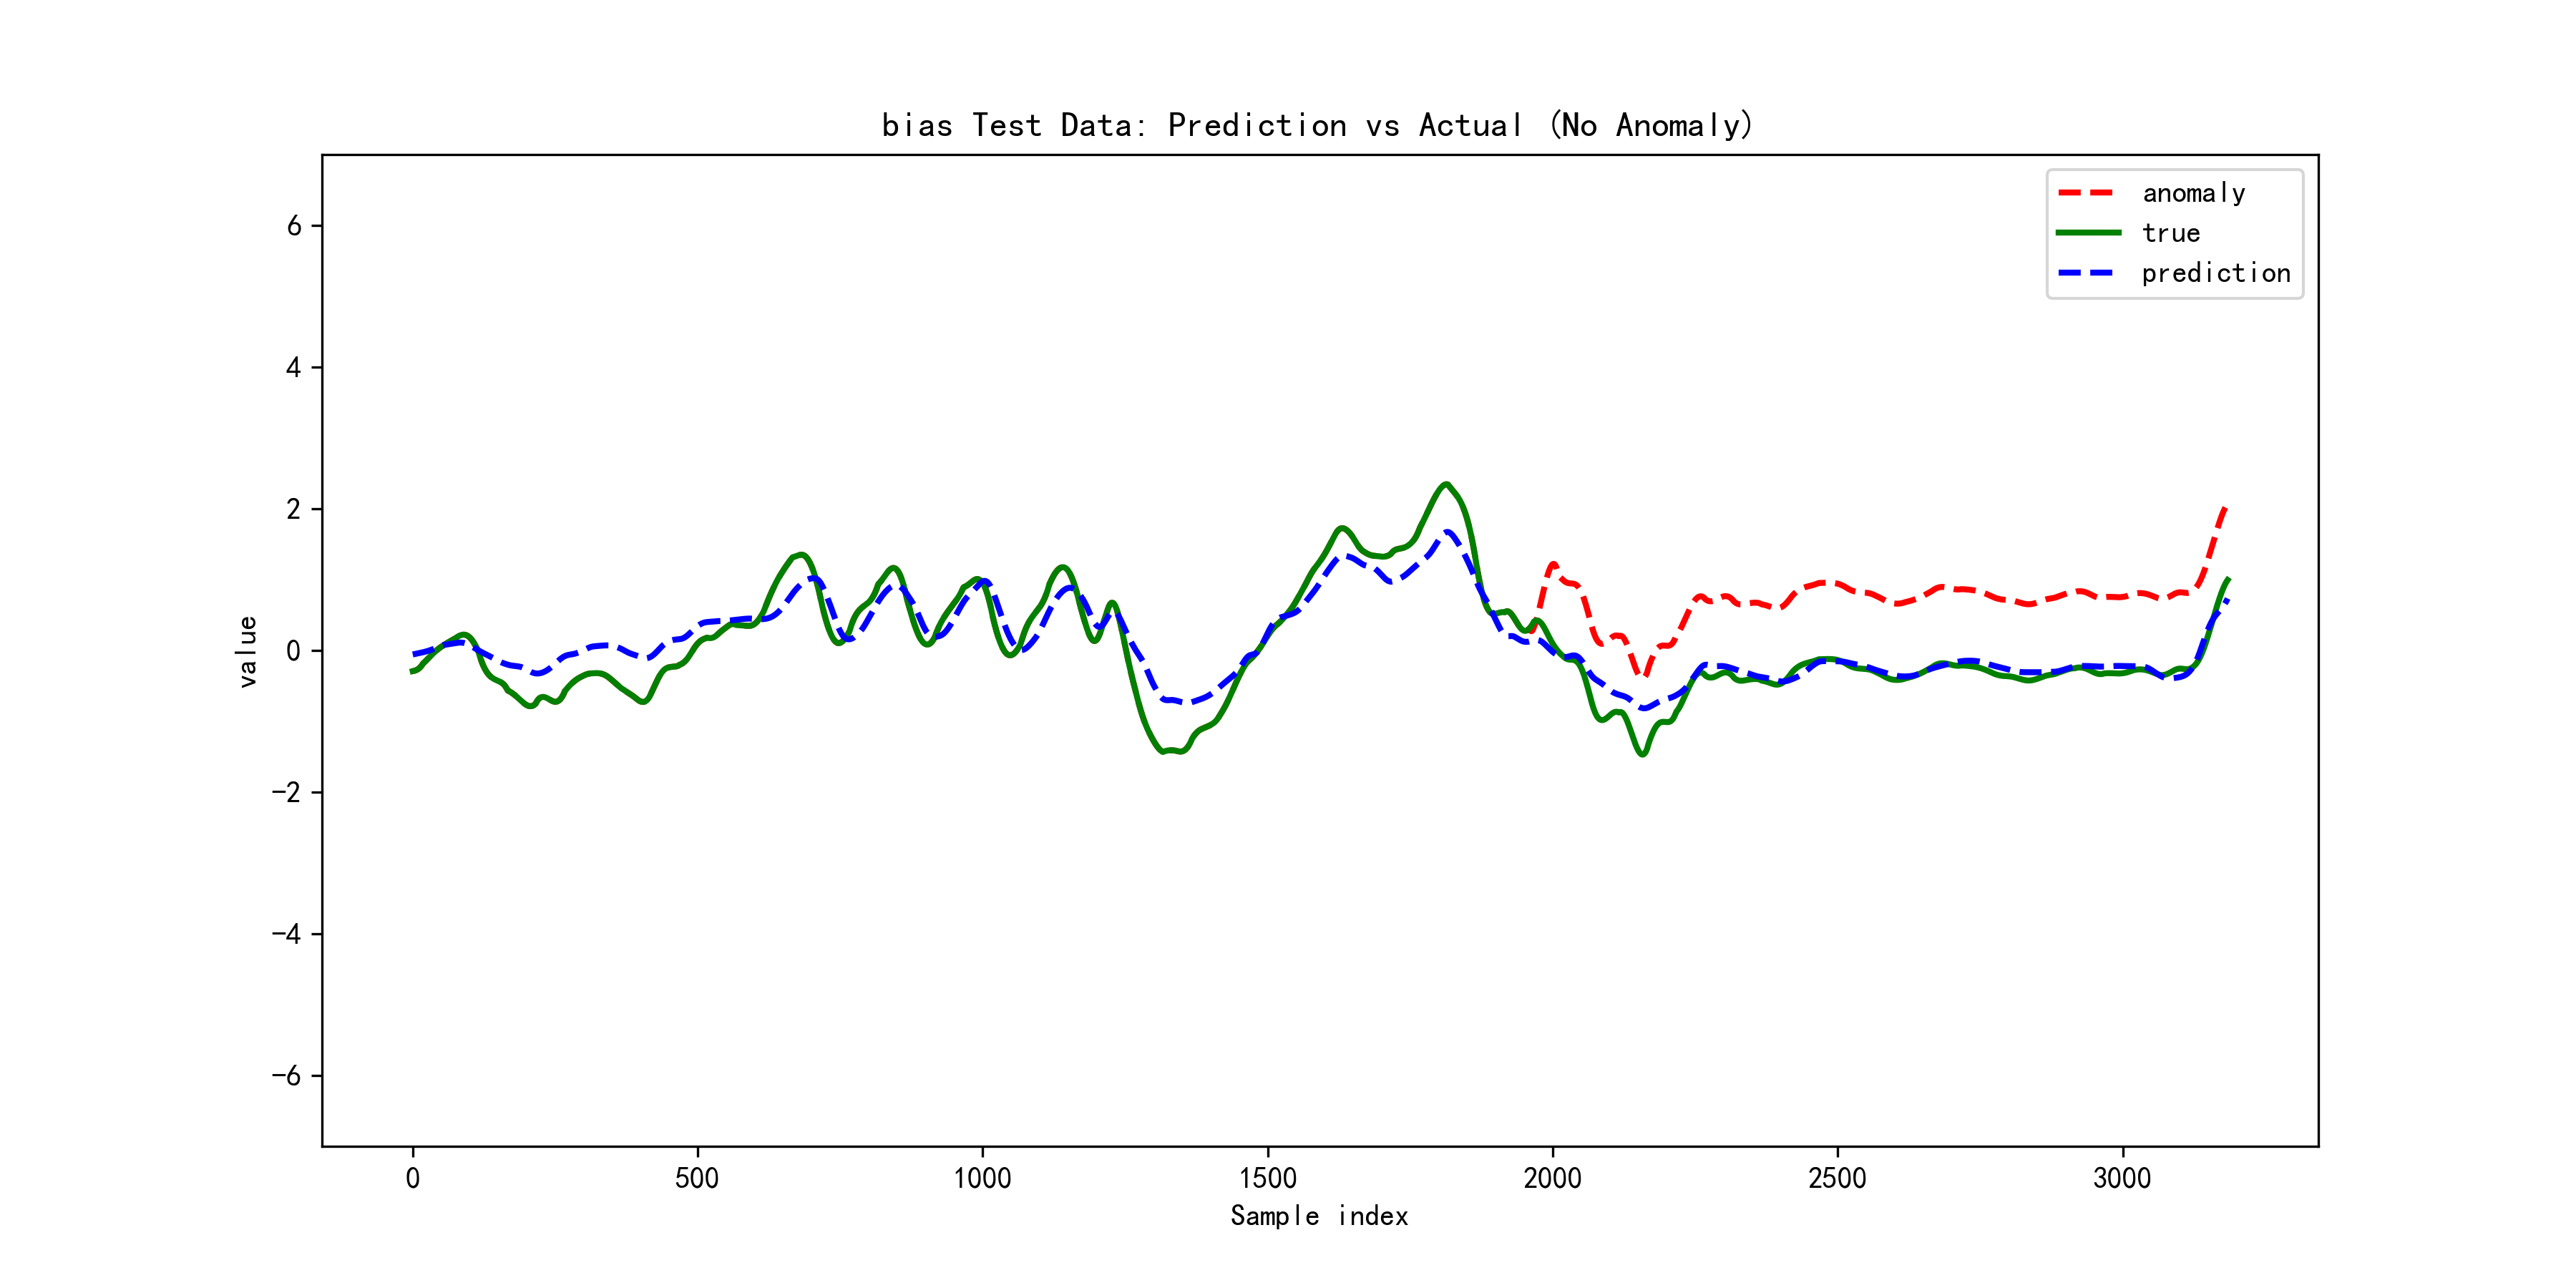 bias Test Data: Prediction vs Actual (No Anomaly)
anomaly
true
prediction
6
4
2
0
−2
−4
−6
value
0 500 1000 1500 2000 2500 3000
Sample index